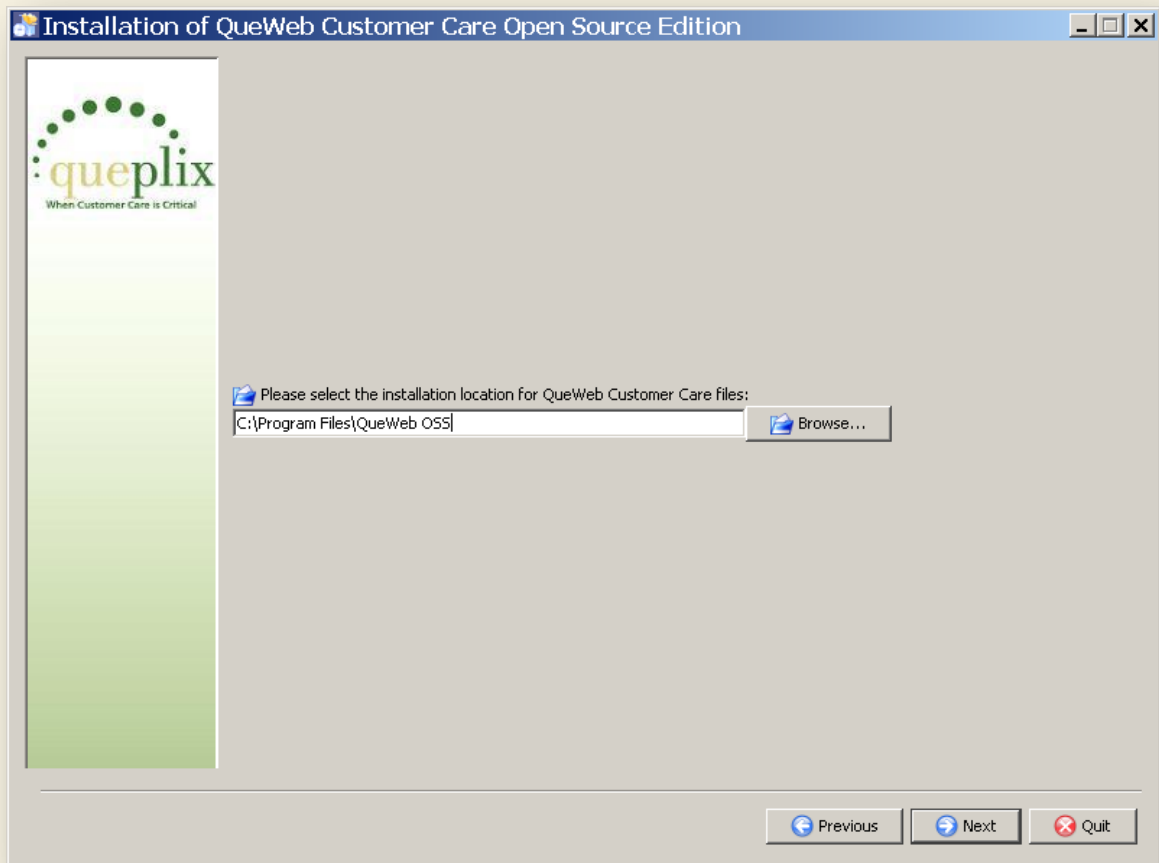 Installation of QueWeb Customer Care Open Source Edition
queplix
When Customer Care is Critical
Please select the installation location for QueWeb Customer Care files:
C:\Program Files\QueWeb OSS
Browse...
Previous
Next
Quit